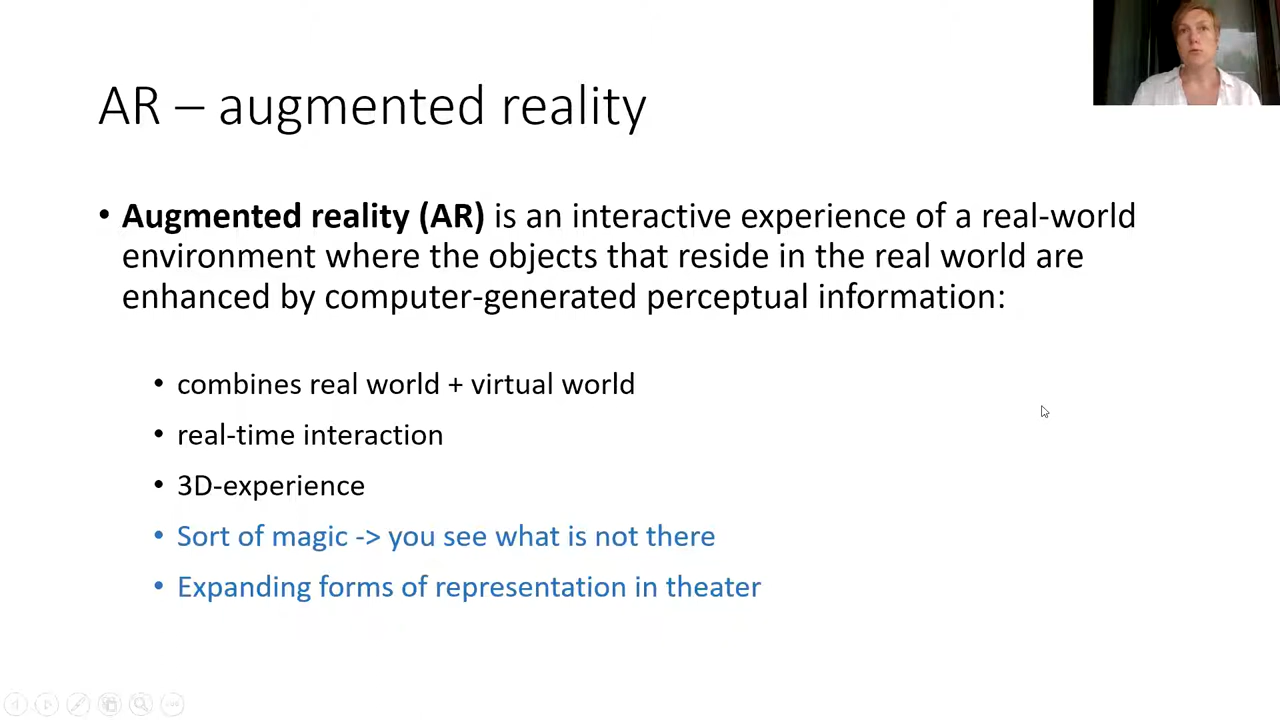 AR – augmented reality
• Augmented reality (AR) is an interactive experience of a real-world
environment where the objects that reside in the real world are
enhanced by computer-generated perceptual information:
• combines real world + virtual world
• real-time interaction
• 3D-experience
• Sort of magic -> you see what is not there
• Expanding forms of representation in theater